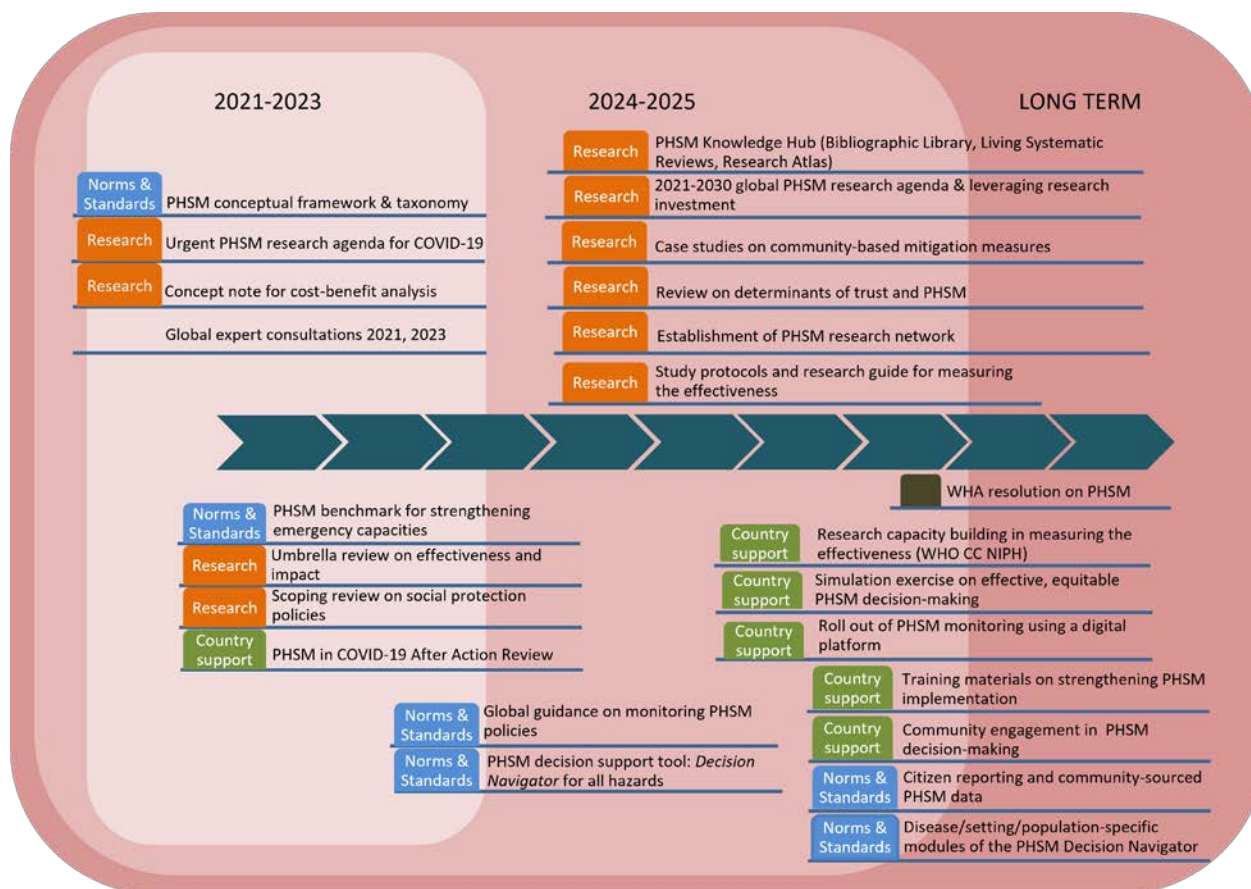 2021-2023
2024-2025
LONG TERM
Norms &
Standards
PHSM conceptual framework & taxonomy
Research
Urgent PHSM research agenda for COVID-19
Research
Concept note for cost-benefit analysis
Global expert consultations 2021, 2023
Research
PHSM Knowledge Hub (Bibliographic Library, Living Systematic
Reviews, Research Atlas)
Research
2021-2030 global PHSM research agenda & leveraging research
investment
Research
Case studies on community-based mitigation measures
Research
Review on determinants of trust and PHSM
Research
Establishment of PHSM research network
Research
Study protocols and research guide for measuring
the effectiveness
Norms &
Standards
PHSM benchmark for strengthening
emergency capacities
Research
Umbrella review on effectiveness and
impact
Research
Scoping review on social protection
policies
Country
support
PHSM in COVID-19 After Action Review
Norms &
Standards
Global guidance on monitoring PHSM
policies
Norms &
Standards
PHSM decision support tool: Decision
Navigator for all hazards
WHA resolution on PHSM
Country
support
Research capacity building in measuring the
effectiveness (WHO CC NIPH)
Country
support
Simulation exercise on effective, equitable
PHSM decision-making
Country
support
Roll out of PHSM monitoring using a digital
platform
Country
support
Training materials on strengthening PHSM
implementation
Country
support
Community engagement in PHSM
decision-making
Norms &
Standards
Citizen reporting and community-sourced
PHSM data
Norms &
Standards
Disease/setting/population-specific
modules of the PHSM Decision Navigator